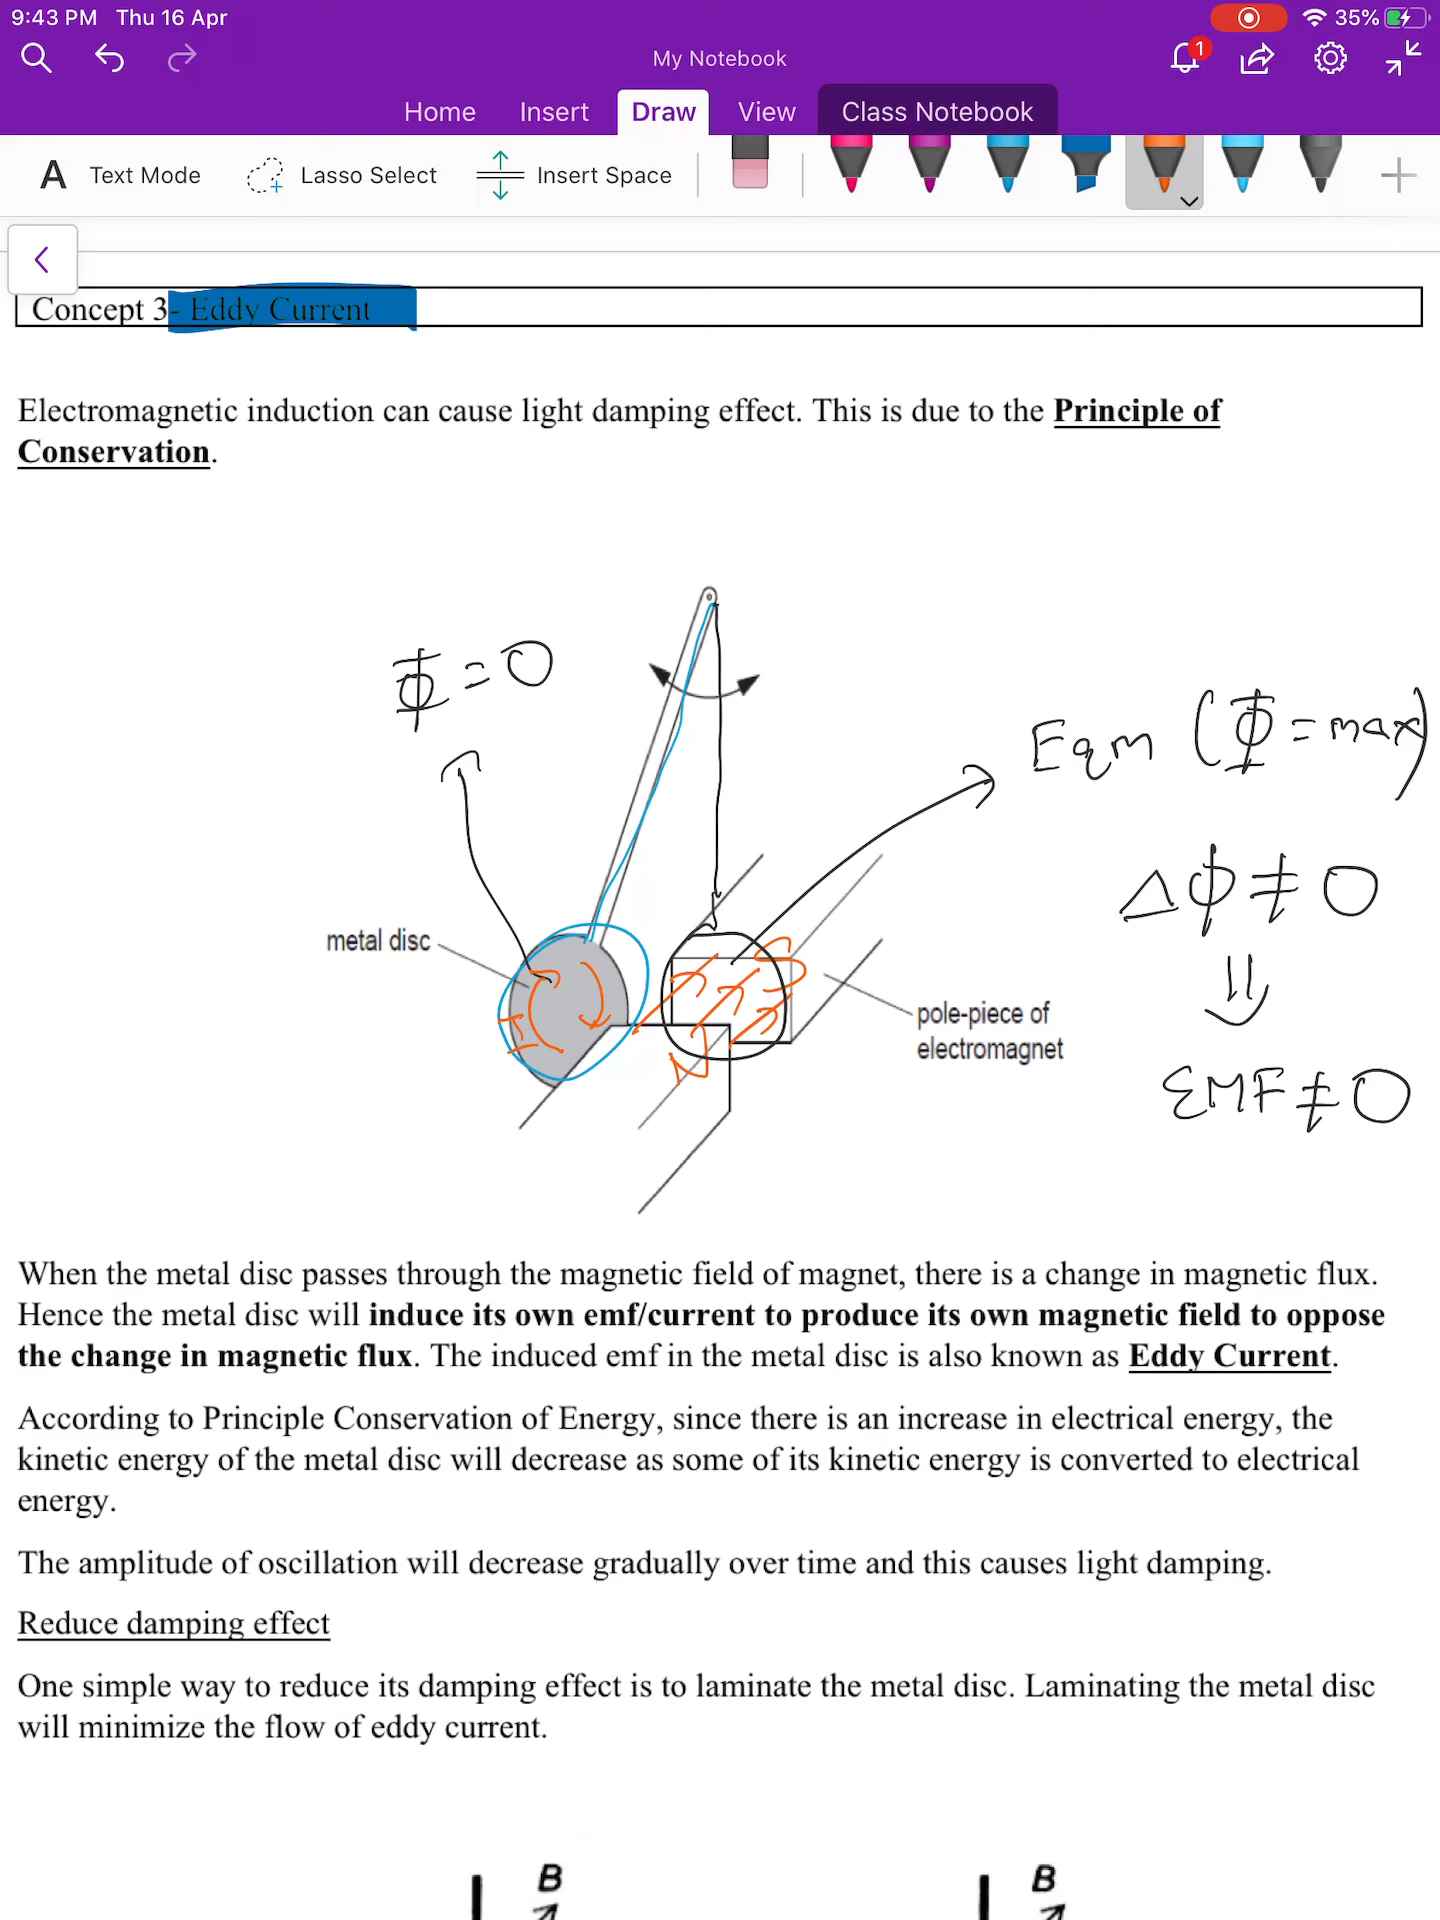 9:43 PM Thu 16 Apr
35%
My Notebook
1
Home Insert Draw View Class Notebook
A Text Mode Lasso Select Insert Space
Concept 3- Eddy Current
Electromagnetic induction can cause light damping effect. This is due to the Principle of
Conservation.
Φ = 0
Eqm (Φ = max)
Δϕ ≠ 0
⇓
EMF ≠ 0
metal disc
pole-piece of
electromagnet
I
N
S
When the metal disc passes through the magnetic field of magnet, there is a change in magnetic flux.
Hence the metal disc will induce its own emf/current to produce its own magnetic field to oppose
the change in magnetic flux. The induced emf in the metal disc is also known as Eddy Current.
According to Principle Conservation of Energy, since there is an increase in electrical energy, the
kinetic energy of the metal disc will decrease as some of its kinetic energy is converted to electrical
energy.
The amplitude of oscillation will decrease gradually over time and this causes light damping.
Reduce damping effect
One simple way to reduce its damping effect is to laminate the metal disc. Laminating the metal disc
will minimize the flow of eddy current.
B B